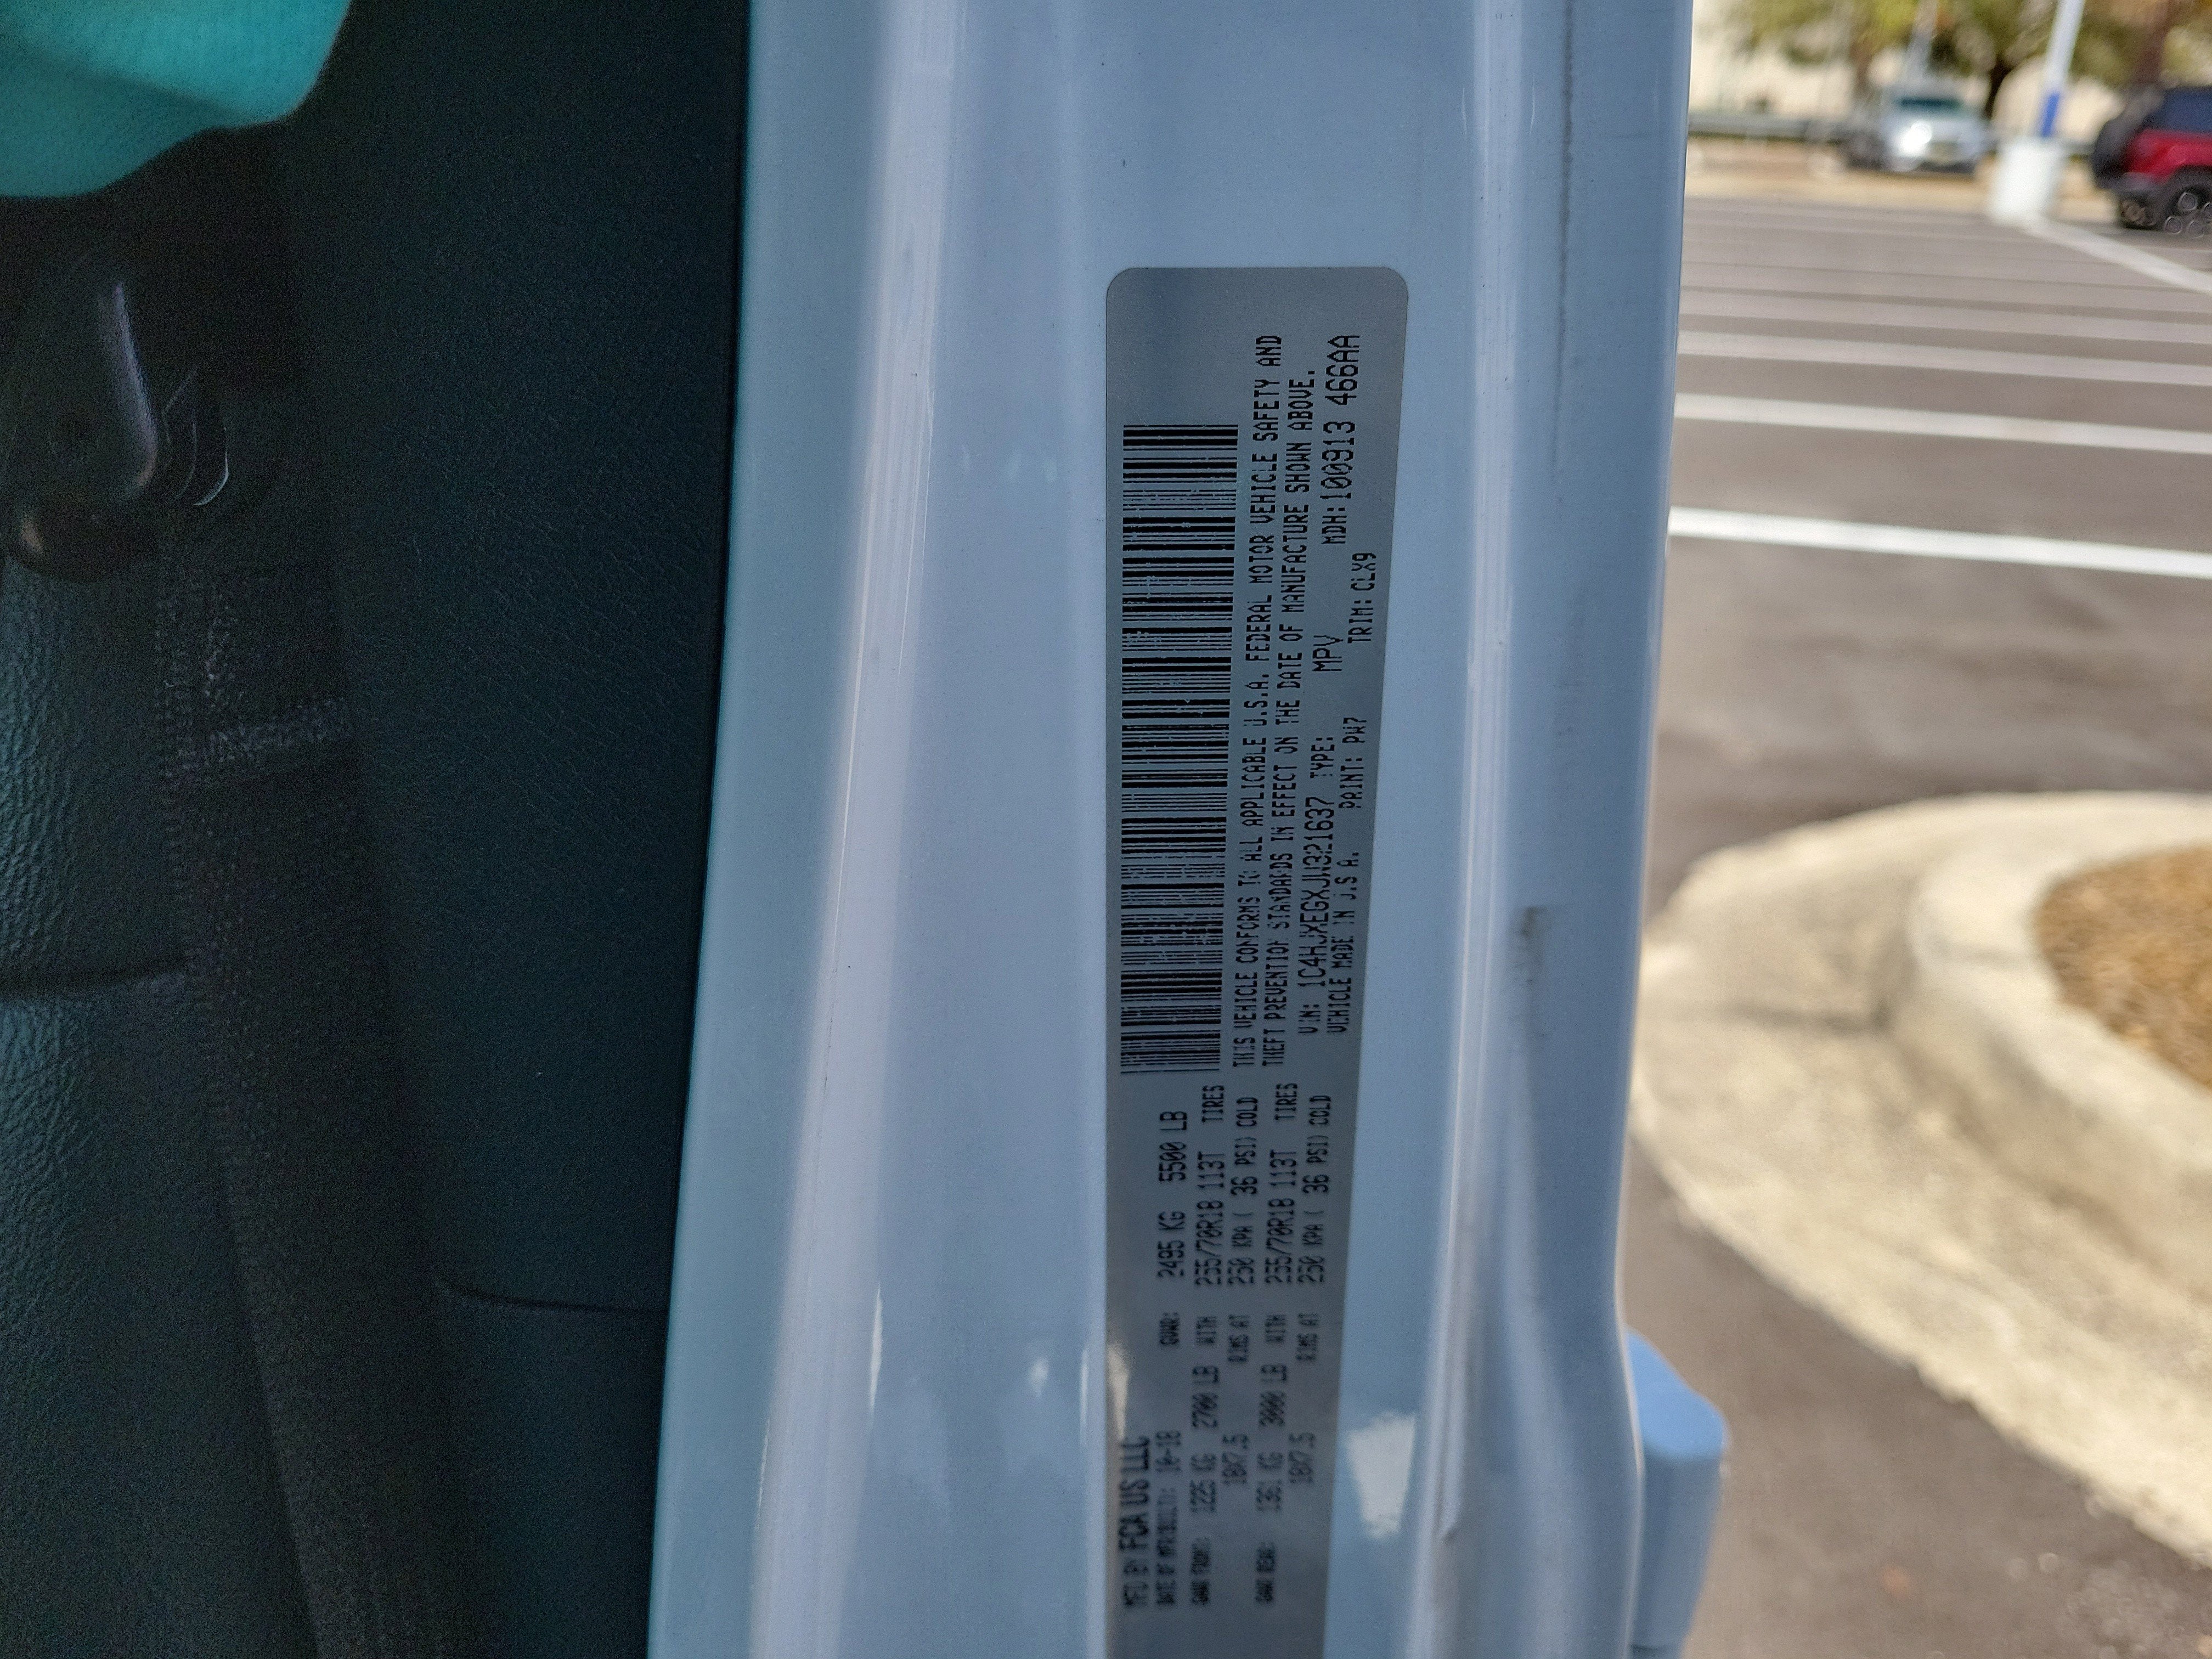 MFD BY FCA US LLC
DATE OF MFR/BUILT: 10-18 GVWR: 2495 KG 5500 LB
GAWR FRONT: 1225 KG 2700 LB WITH 255/70R18 113T TIRES
18X7.5 RIMS AT 250 KPA ( 36 PSI) COLD
GAWR REAR: 1361 KG 3000 LB WITH 255/70R18 113T TIRES
18X7.5 RIMS AT 250 KPA ( 36 PSI) COLD
THIS VEHICLE CONFORMS TO ALL APPLICABLE U.S.A. FEDERAL MOTOR VEHICLE SAFETY AND
THEFT PREVENTION STANDARDS IN EFFECT ON THE DATE OF MANUFACTURE SHOWN ABOVE.
VIN: 1C4HJXEGXJW321637 TYPE: MPV MDH: 100913 466AA
VEHICLE MADE IN U.S.A. PAINT: PW7 TRIM: CLX9